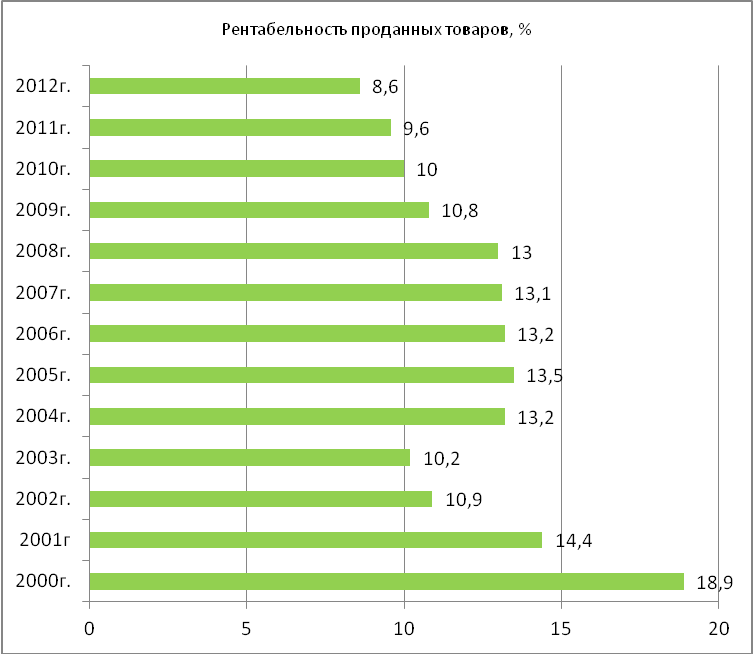 Рентабельность проданных товаров, %
2012г.
8,6
2011г.
9,6
2010г.
10
2009г.
10,8
2008г.
13
2007г.
13,1
2006г.
13,2
2005г.
13,5
2004г.
13,2
2003г.
10,2
2002г.
10,9
2001г
14,4
2000г.
18,9
0 5 10 15 20